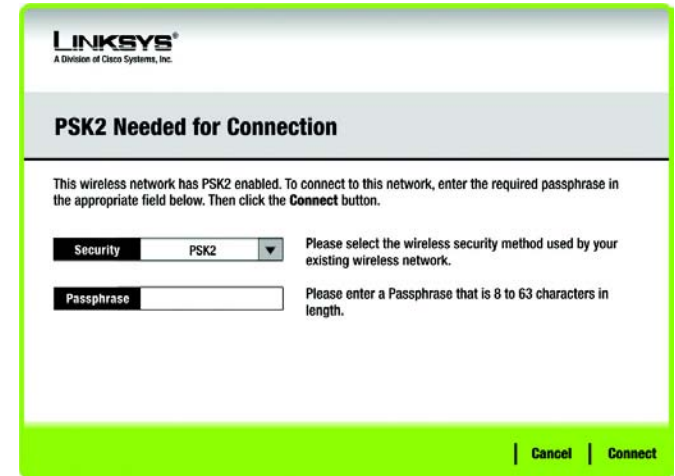 LINKSYS®
A Division of Cisco Systems, Inc.
PSK2 Needed for Connection
This wireless network has PSK2 enabled. To connect to this network, enter the required passphrase in
the appropriate field below. Then click the Connect button.
Security PSK2
Please select the wireless security method used by your
existing wireless network.
Passphrase
Please enter a Passphrase that is 8 to 63 characters in
length.
Cancel Connect